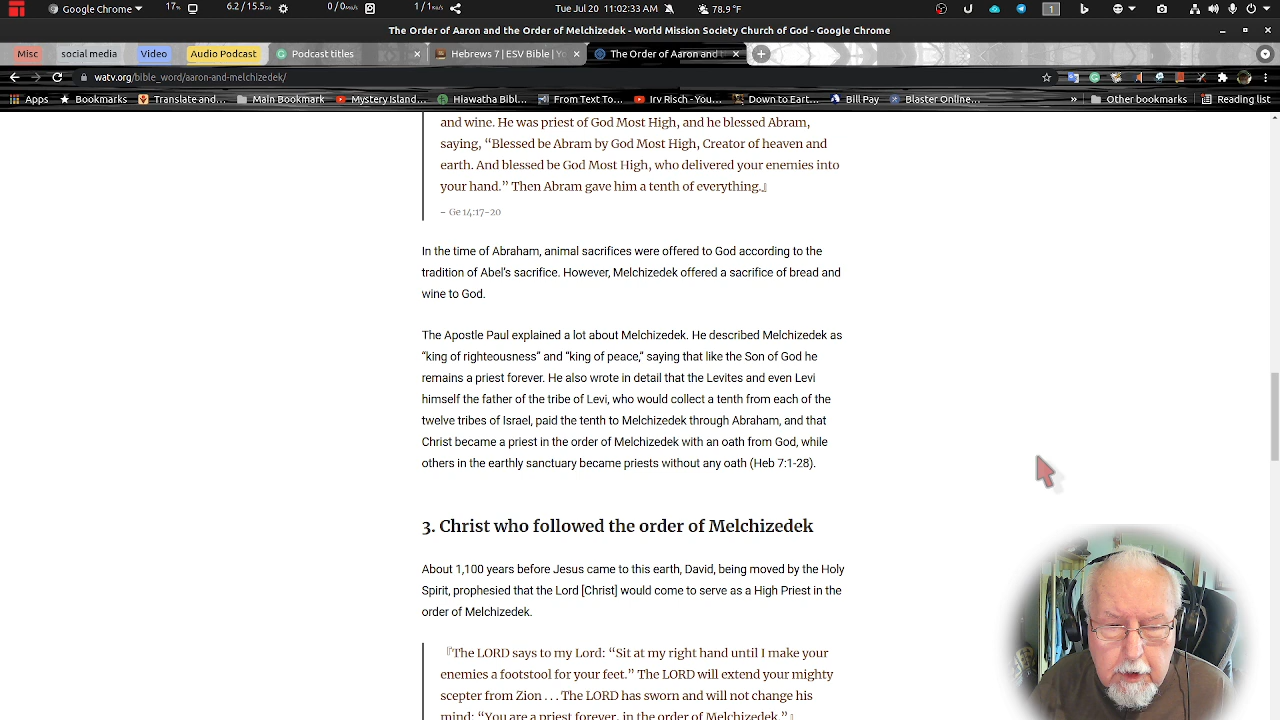 Google Chrome 17% 6.2 / 15.5 0 / 0 1 / 1 Tue Jul 20 11:02:33 AM 78.9 °F 1
The Order of Aaron and the Order of Melchizedek - World Mission Society Church of God - Google Chrome
Misc social media Video Audio Podcast Podcast titles × Hebrews 7 | ESV Bible | Yo × The Order of Aaron and ×
watv.org/bible_word/aaron-and-melchizedek/
Apps Bookmarks Translate and... Main Bookmark Mystery Island... Hiawatha Bibl... From Text To... Irv Risch - You... Down to Eart... Bill Pay Blaster Online... » Other bookmarks Reading list
and wine. He was priest of God Most High, and he blessed Abram,
saying, “Blessed be Abram by God Most High, Creator of heaven and
earth. And blessed be God Most High, who delivered your enemies into
your hand.” Then Abram gave him a tenth of everything.』
– Ge 14:17-20
In the time of Abraham, animal sacrifices were offered to God according to the
tradition of Abel’s sacrifice. However, Melchizedek offered a sacrifice of bread and
wine to God.
The Apostle Paul explained a lot about Melchizedek. He described Melchizedek as
“king of righteousness” and “king of peace,” saying that like the Son of God he
remains a priest forever. He also wrote in detail that the Levites and even Levi
himself the father of the tribe of Levi, who would collect a tenth from each of the
twelve tribes of Israel, paid the tenth to Melchizedek through Abraham, and that
Christ became a priest in the order of Melchizedek with an oath from God, while
others in the earthly sanctuary became priests without any oath (Heb 7:1-28).
3. Christ who followed the order of Melchizedek
About 1,100 years before Jesus came to this earth, David, being moved by the Holy
Spirit, prophesied that the Lord [Christ] would come to serve as a High Priest in the
order of Melchizedek.
『The LORD says to my Lord: “Sit at my right hand until I make your
enemies a footstool for your feet.” The LORD will extend your mighty
scepter from Zion . . . The LORD has sworn and will not change his
mind: “You are a priest forever, in the order of Melchizedek.”』